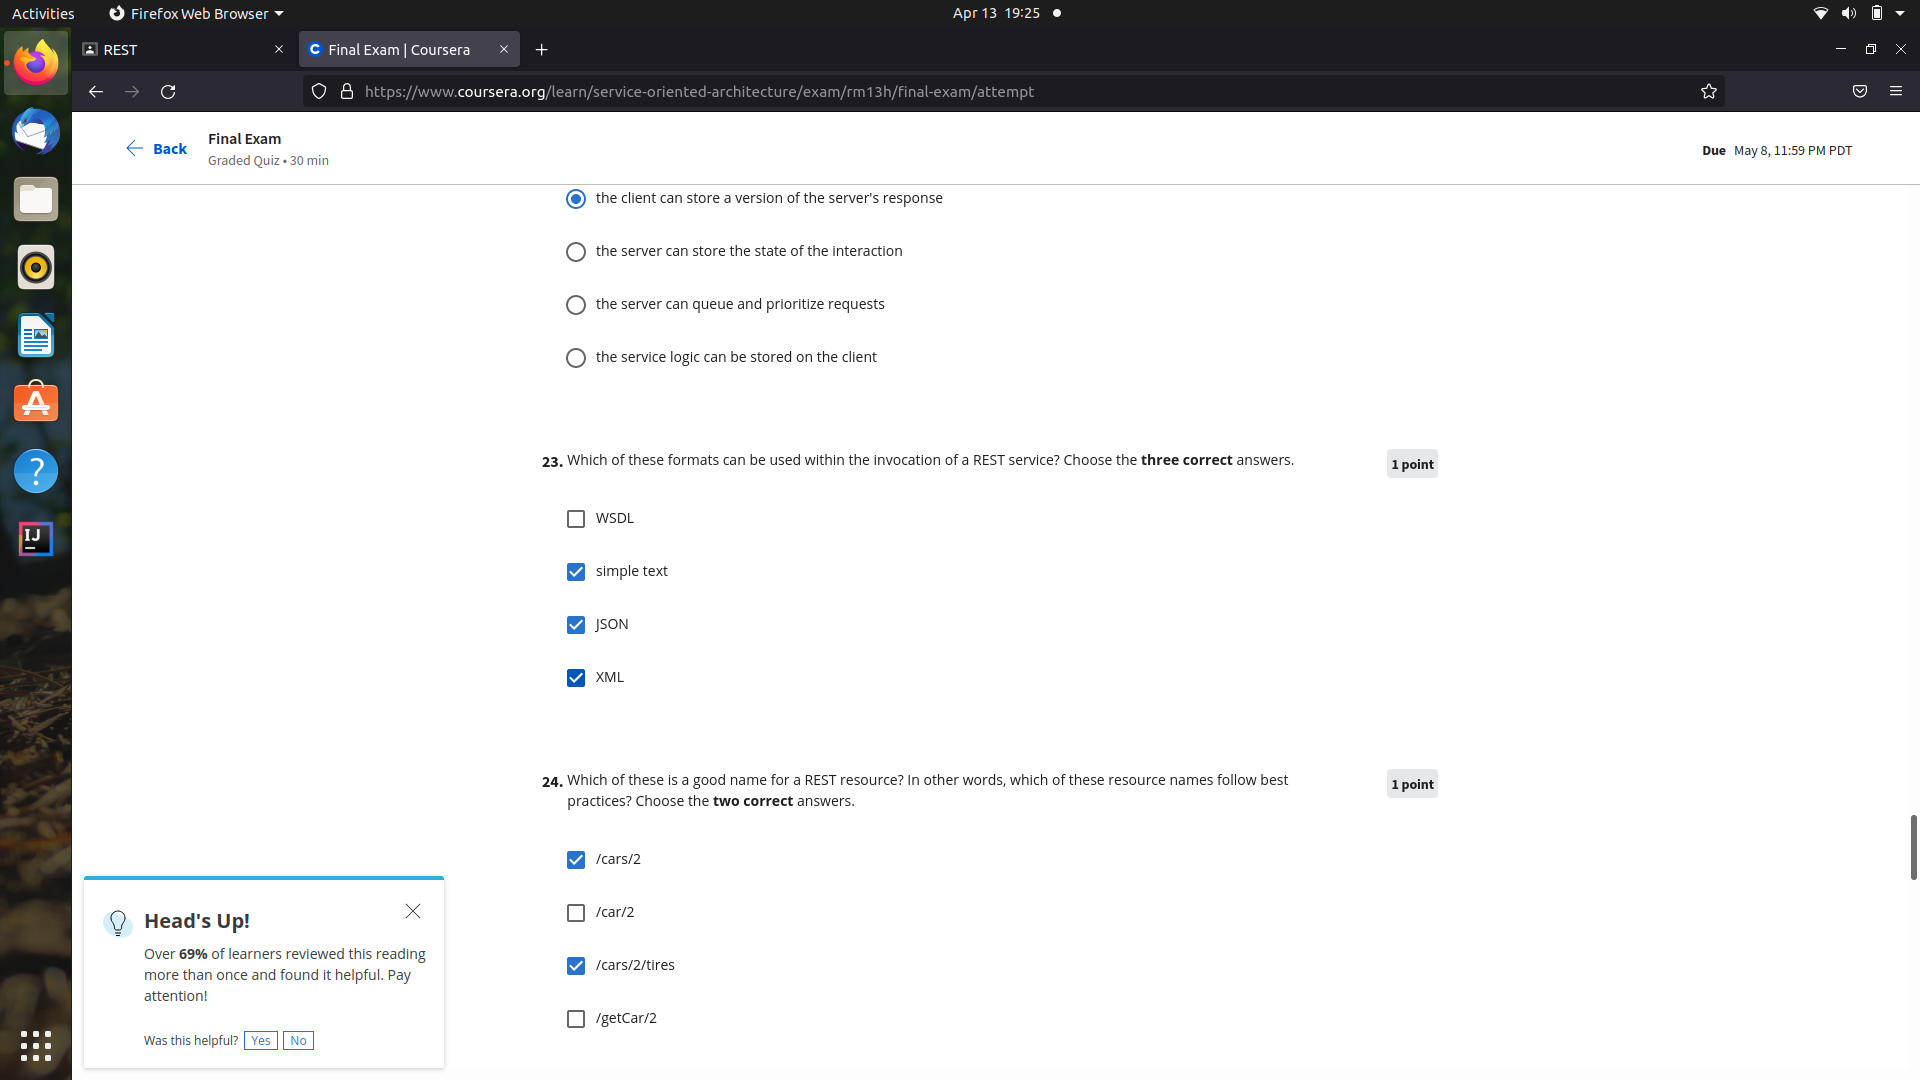 Activities
Firefox Web Browser
Apr 13 19:25
REST
Final Exam | Coursera
https://www.coursera.org/learn/service-oriented-architecture/exam/rm13h/final-exam/attempt
Back
Final Exam
Graded Quiz • 30 min
Due May 8, 11:59 PM PDT
the client can store a version of the server's response
the server can store the state of the interaction
the server can queue and prioritize requests
the service logic can be stored on the client
23. Which of these formats can be used within the invocation of a REST service? Choose the three correct answers.
1 point
WSDL
simple text
JSON
XML
24. Which of these is a good name for a REST resource? In other words, which of these resource names follow best
practices? Choose the two correct answers.
1 point
/cars/2
/car/2
/cars/2/tires
/getCar/2
Head's Up!
Over 69% of learners reviewed this reading
more than once and found it helpful. Pay
attention!
Was this helpful? Yes No
IJ